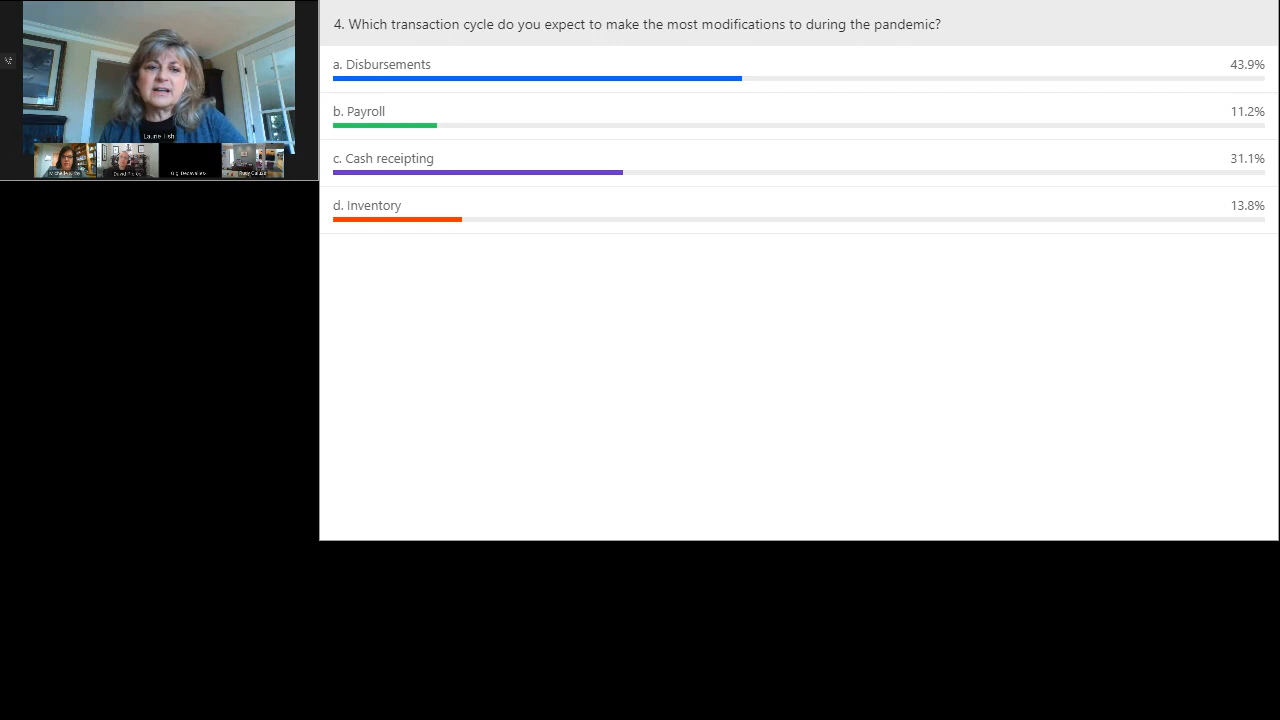 4. Which transaction cycle do you expect to make the most modifications to during the pandemic?
a. Disbursements 43.9%
b. Payroll 11.2%
c. Cash receipting 31.1%
d. Inventory 13.8%